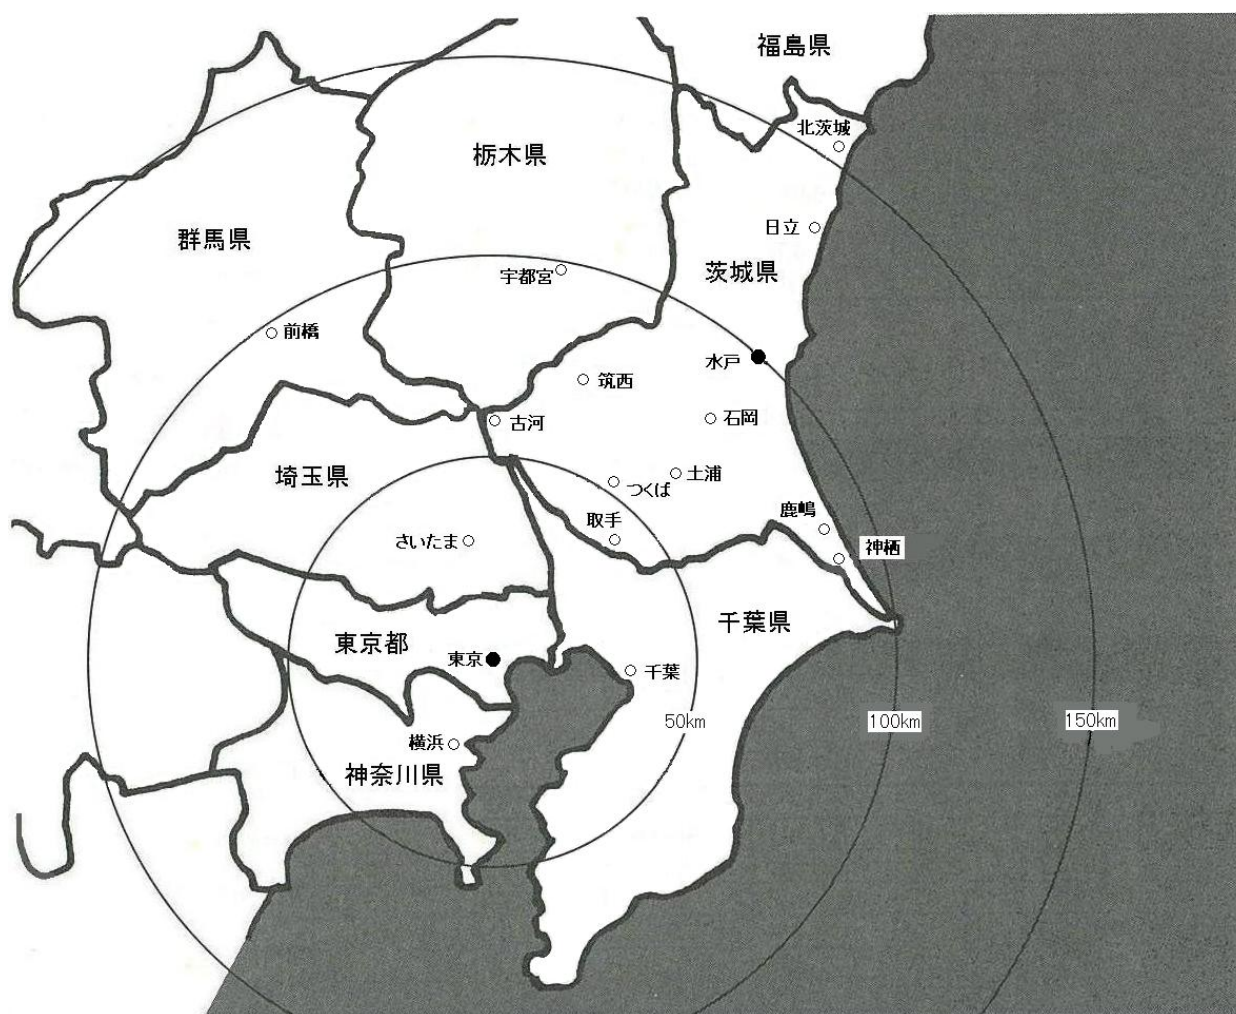 福島県
北茨城
栃木県
日立
群馬県
茨城県
宇都宮
前橋
水戸
筑西
石岡
古河
埼玉県
土浦
つくば
鹿嶋
取手
さいたま
神栖
千葉県
東京都
東京
千葉
50km
100km
150km
横浜
神奈川県